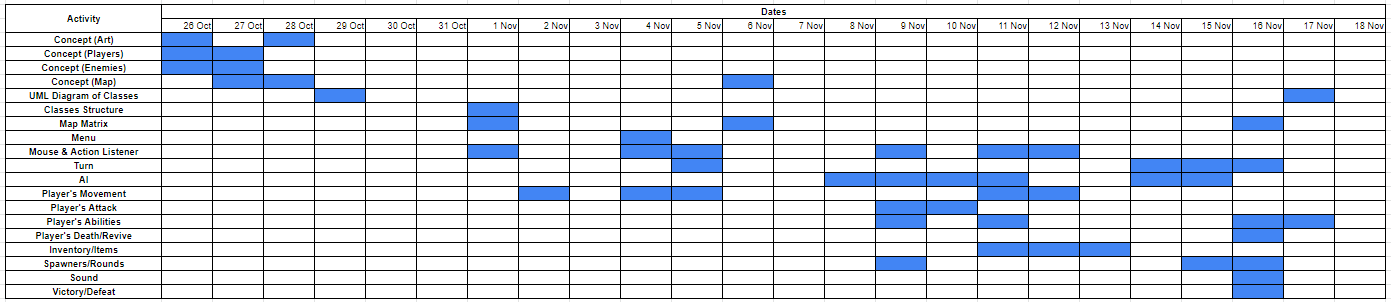 Activity Dates
26 Oct 27 Oct 28 Oct 29 Oct 30 Oct 31 Oct 1 Nov 2 Nov 3 Nov 4 Nov 5 Nov 6 Nov 7 Nov 8 Nov 9 Nov 10 Nov 11 Nov 12 Nov 13 Nov 14 Nov 15 Nov 16 Nov 17 Nov 18 Nov
Concept (Art)
Concept (Players)
Concept (Enemies)
Concept (Map)
UML Diagram of Classes
Classes Structure
Map Matrix
Menu
Mouse & Action Listener
Turn
AI
Player's Movement
Player's Attack
Player's Abilities
Player's Death/Revive
Inventory/Items
Spawners/Rounds
Sound
Victory/Defeat